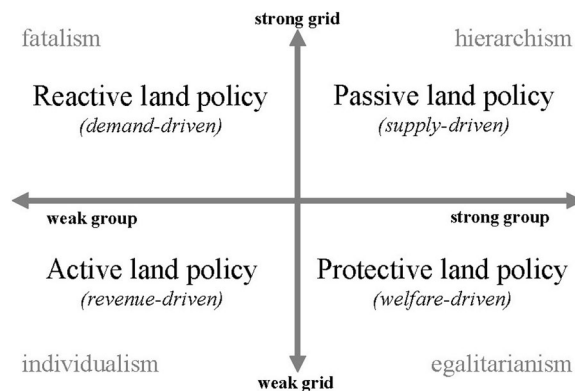 strong grid
fatalism
hierarchism
Reactive land policy
(demand-driven)
Passive land policy
(supply-driven)
weak group
strong group
Active land policy
(revenue-driven)
Protective land policy
(welfare-driven)
individualism
egalitarianism
weak grid